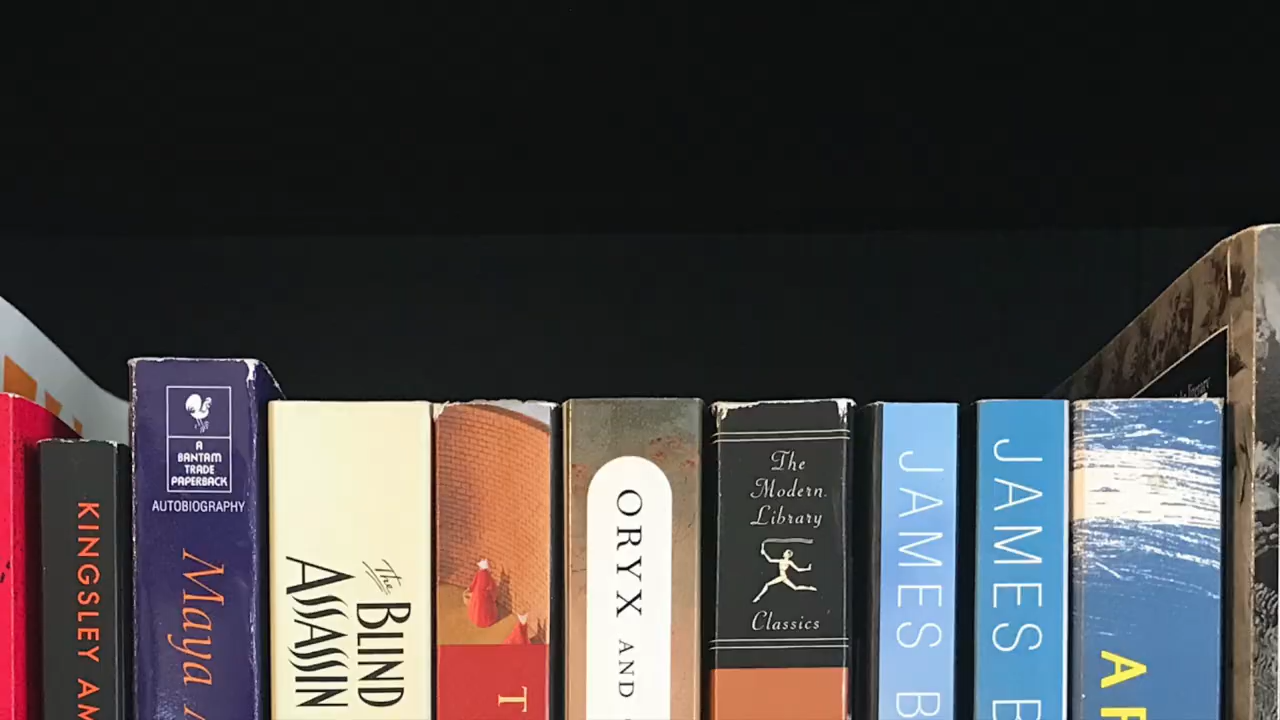 KINGSLEY AM
A
BANTAM
TRADE
PAPERBACK
AUTOBIOGRAPHY
Maya
The BLIND
ASSASSIN
T
ORYX AND
The
Modern
Library
Classics
JAMES B
JAMES B
A F